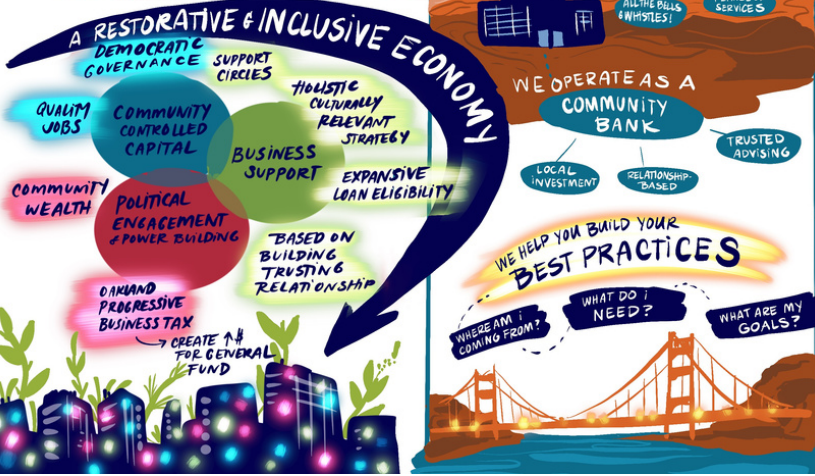 A RESTORATIVE & INCLUSIVE ECONOMY
DEMOCRATIC
GOVERNANCE
SUPPORT
CIRCLES
HOLISTIC
CULTURALLY
RELEVANT
STRATEGY
QUALITY
JOBS
COMMUNITY
CONTROLLED
CAPITAL
BUSINESS
SUPPORT
EXPANSIVE
LOAN ELIGIBILITY
COMMUNITY
WEALTH
POLITICAL
ENGAGEMENT
& POWER BUILDING
BASED ON
BUILDING
TRUSTING
RELATIONSHIP
OAKLAND
PROGRESSIVE
BUSINESS TAX
→ CREATE ↑$
FOR GENERAL
FUND
ALL THE BELLS
& WHISTLES!
SERVICES
WE OPERATE AS A
COMMUNITY
BANK
LOCAL
INVESTMENT
RELATIONSHIP-
BASED
TRUSTED
ADVISING
WE HELP YOU BUILD YOUR
BEST PRACTICES
WHERE AM i
COMING FROM?
WHAT DO i
NEED?
WHAT ARE MY
GOALS?